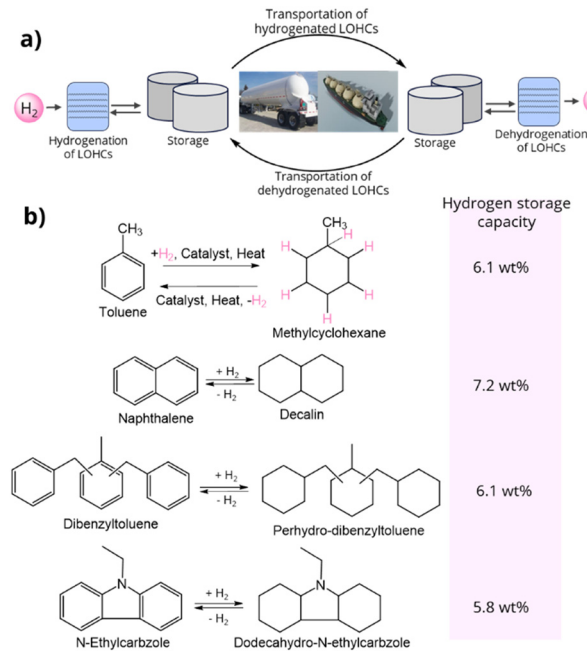 a)
Transportation of
hydrogenated LOHCs
H₂
Hydrogenation
of LOHCs
Storage
Storage
Dehydrogenation
of LOHCs
Transportation of
dehydrogenated LOHCs
b)
Hydrogen storage
capacity
CH₃
+H₂, Catalyst, Heat
Catalyst, Heat, -H₂
Toluene
CH₃
H
H
H
H
H
H
Methylcyclohexane
6.1 wt%
+ H₂
- H₂
Naphthalene
Decalin
7.2 wt%
+ H₂
- H₂
Dibenzyltoluene
Perhydro-dibenzyltoluene
6.1 wt%
N
+ H₂
- H₂
N
N-Ethylcarbzole
Dodecahydro-N-ethylcarbzole
5.8 wt%